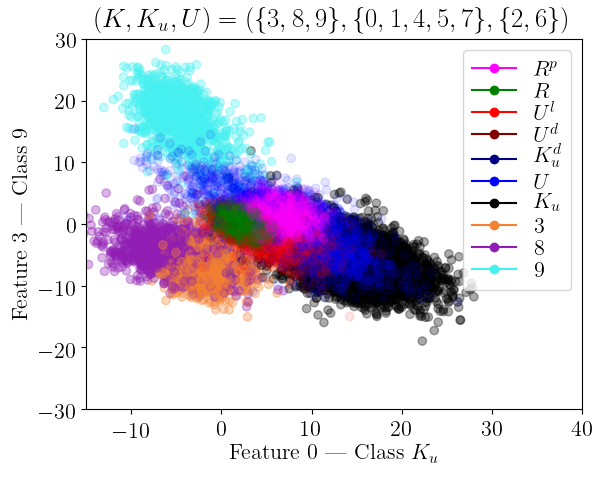 (K, K_u, U) = ({3, 8, 9}, {0, 1, 4, 5, 7}, {2, 6})
30
20
10
0
−10
−20
−30
Feature 3 — Class 9
R^p
R
U^l
U^d
K_u^d
U
K_u
3
8
9
−10
0
10
20
30
40
Feature 0 — Class K_u